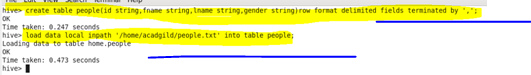 hive> create table people(id string,fname string,lname string,gender string)row format delimited fields terminated by ',';
OK
Time taken: 0.247 seconds
hive> load data local inpath '/home/acadgild/people.txt' into table people;
Loading data to table home.people
OK
Time taken: 0.473 seconds
hive>